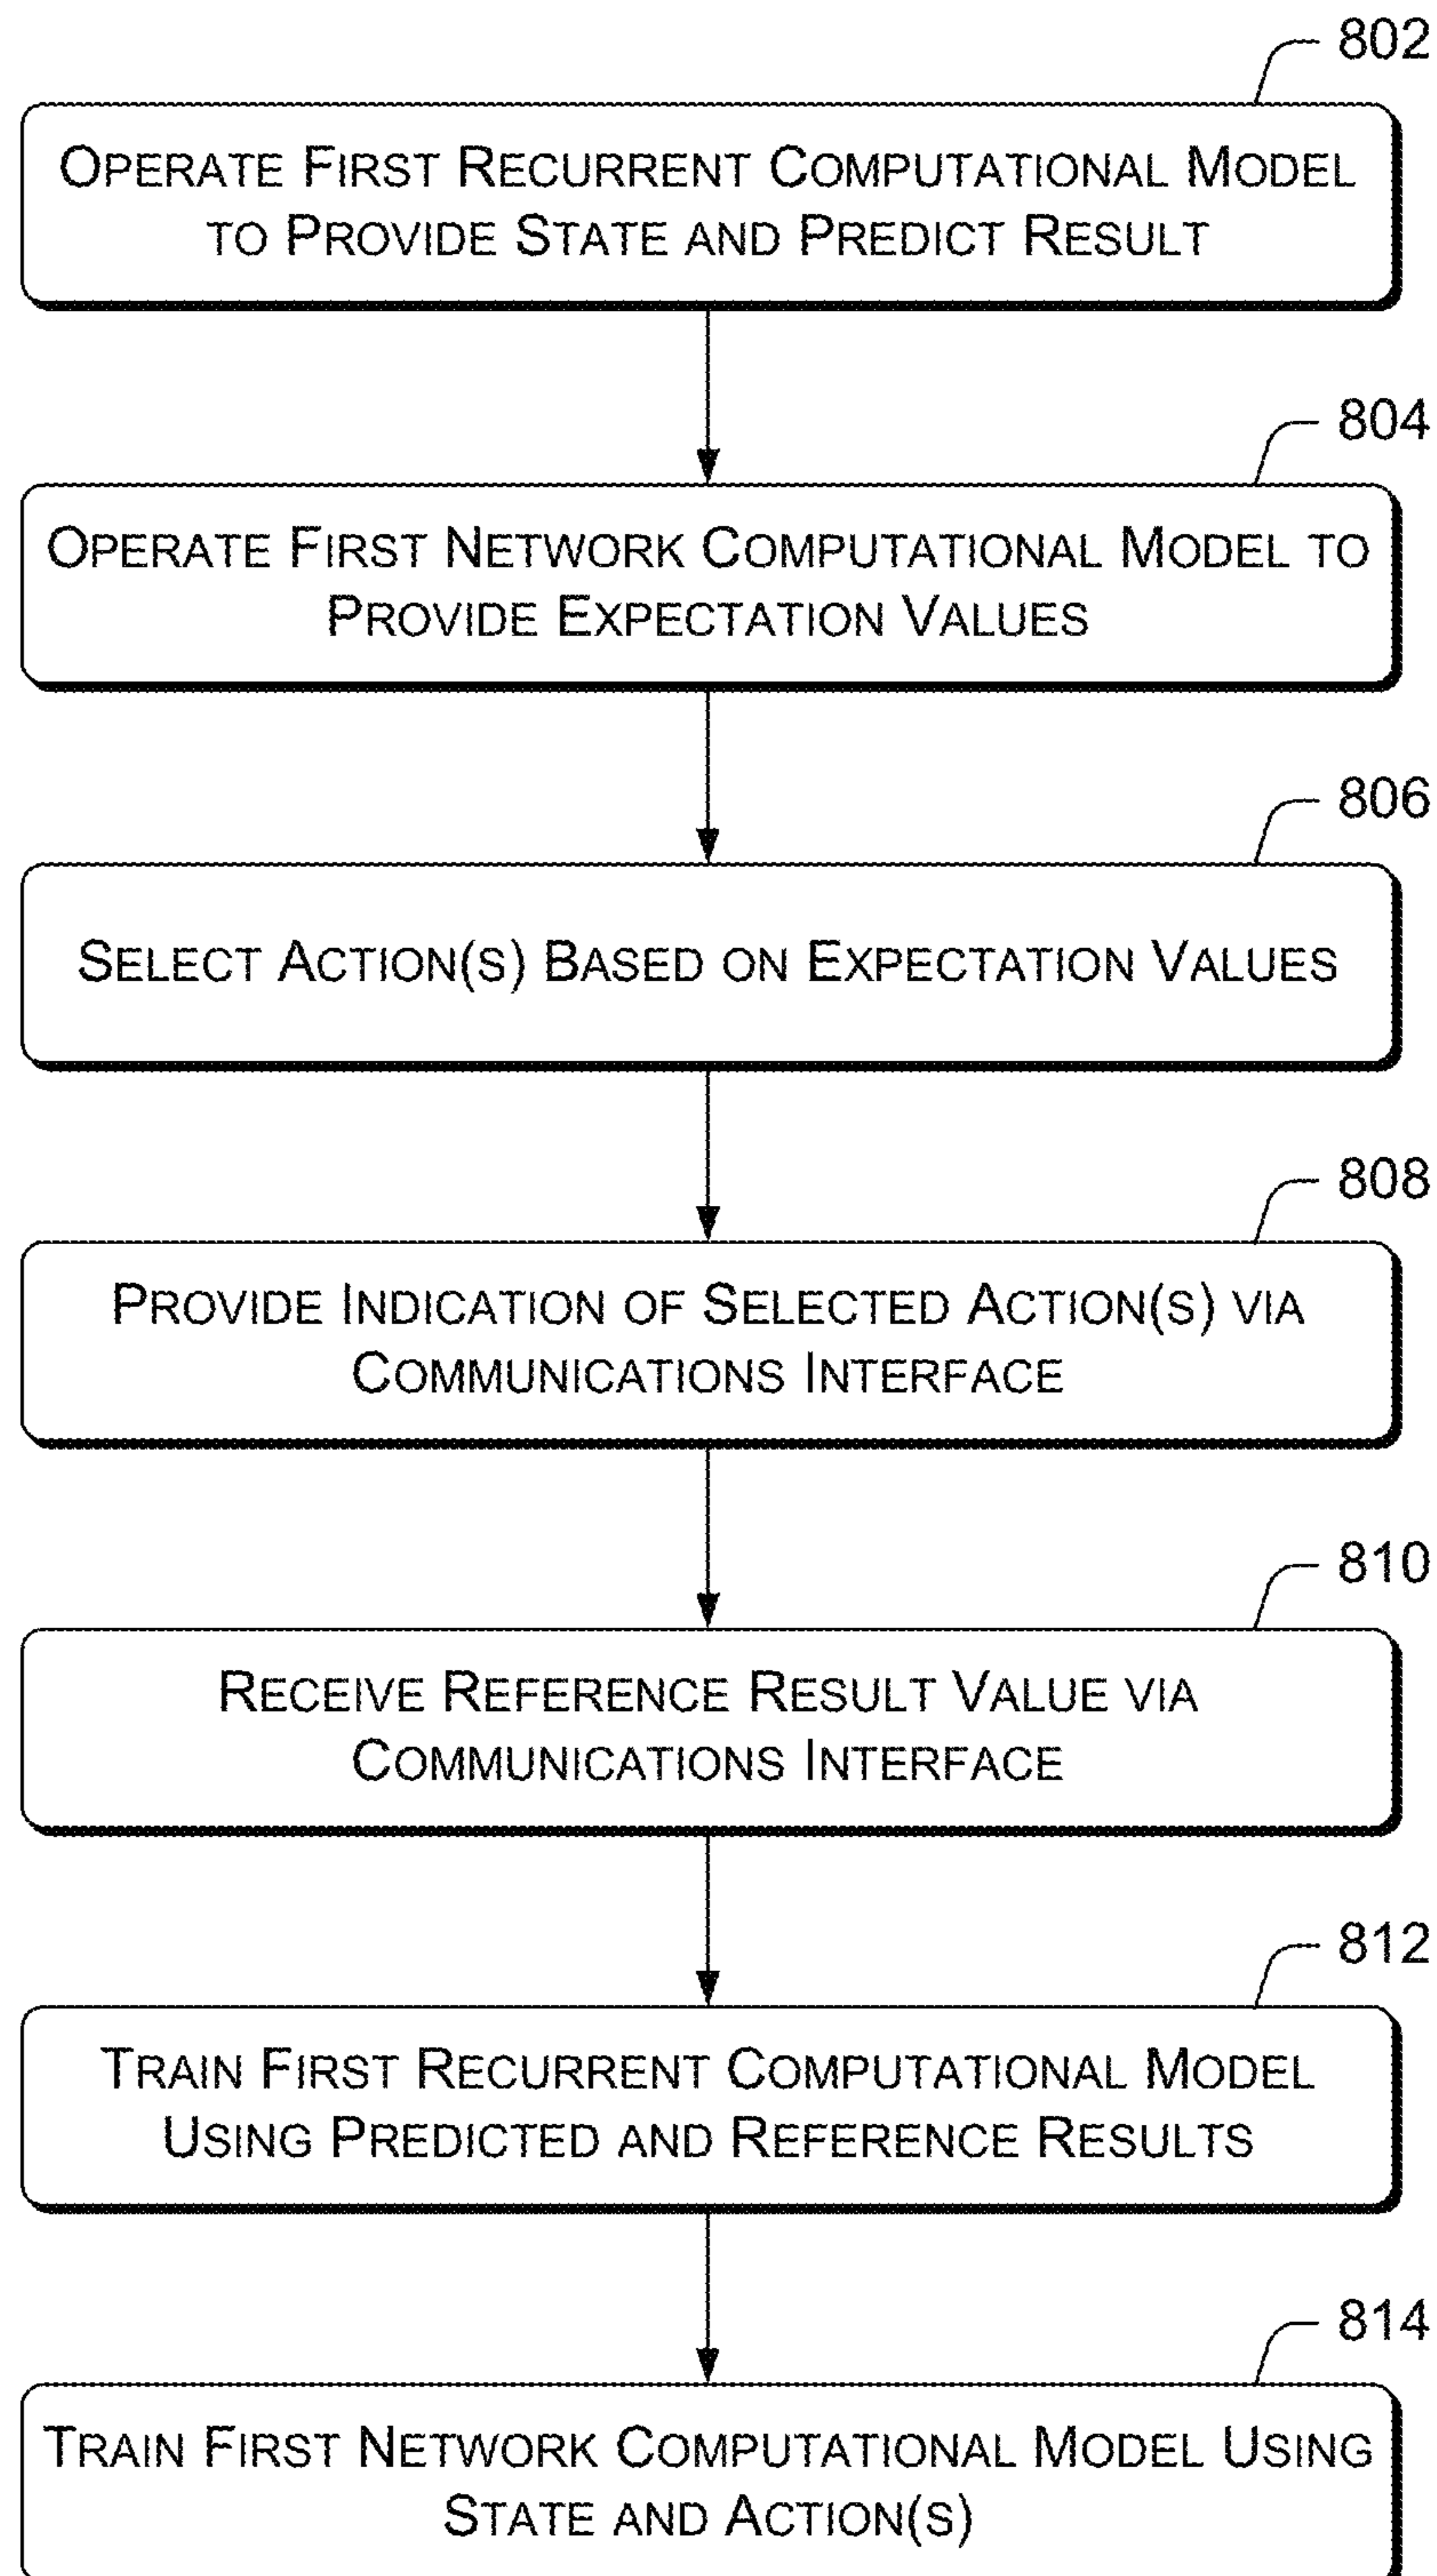 802
OPERATE FIRST RECURRENT COMPUTATIONAL MODEL
TO PROVIDE STATE AND PREDICT RESULT
804
OPERATE FIRST NETWORK COMPUTATIONAL MODEL TO
PROVIDE EXPECTATION VALUES
806
SELECT ACTION(S) BASED ON EXPECTATION VALUES
808
PROVIDE INDICATION OF SELECTED ACTION(S) VIA
COMMUNICATIONS INTERFACE
810
RECEIVE REFERENCE RESULT VALUE VIA
COMMUNICATIONS INTERFACE
812
TRAIN FIRST RECURRENT COMPUTATIONAL MODEL
USING PREDICTED AND REFERENCE RESULTS
814
TRAIN FIRST NETWORK COMPUTATIONAL MODEL USING
STATE AND ACTION(S)